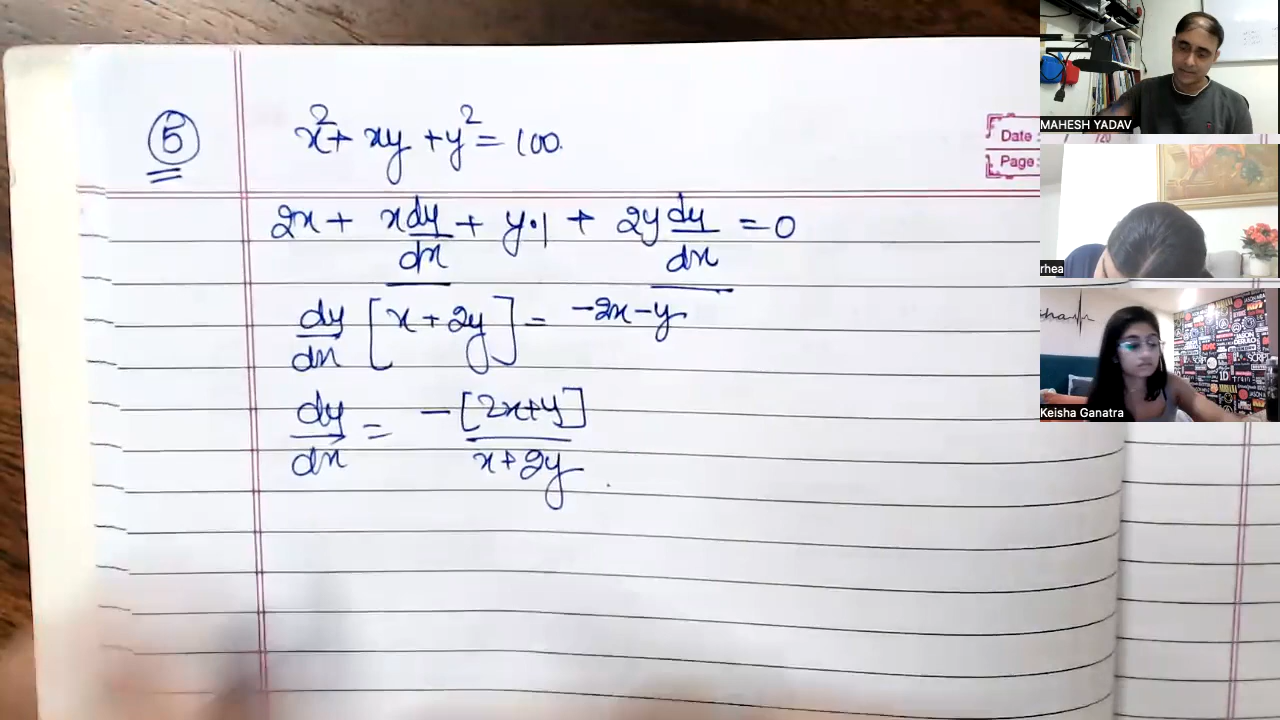 5 x² + xy + y² = 100.
2x + x dy/dx + y·1 + 2y dy/dx = 0
dy/dx [x + 2y] = -2x - y
dy/dx = -[2x+y] / x+2y
Date :
/20
Page:
MAHESH YADAV
rhea
Keisha Ganatra